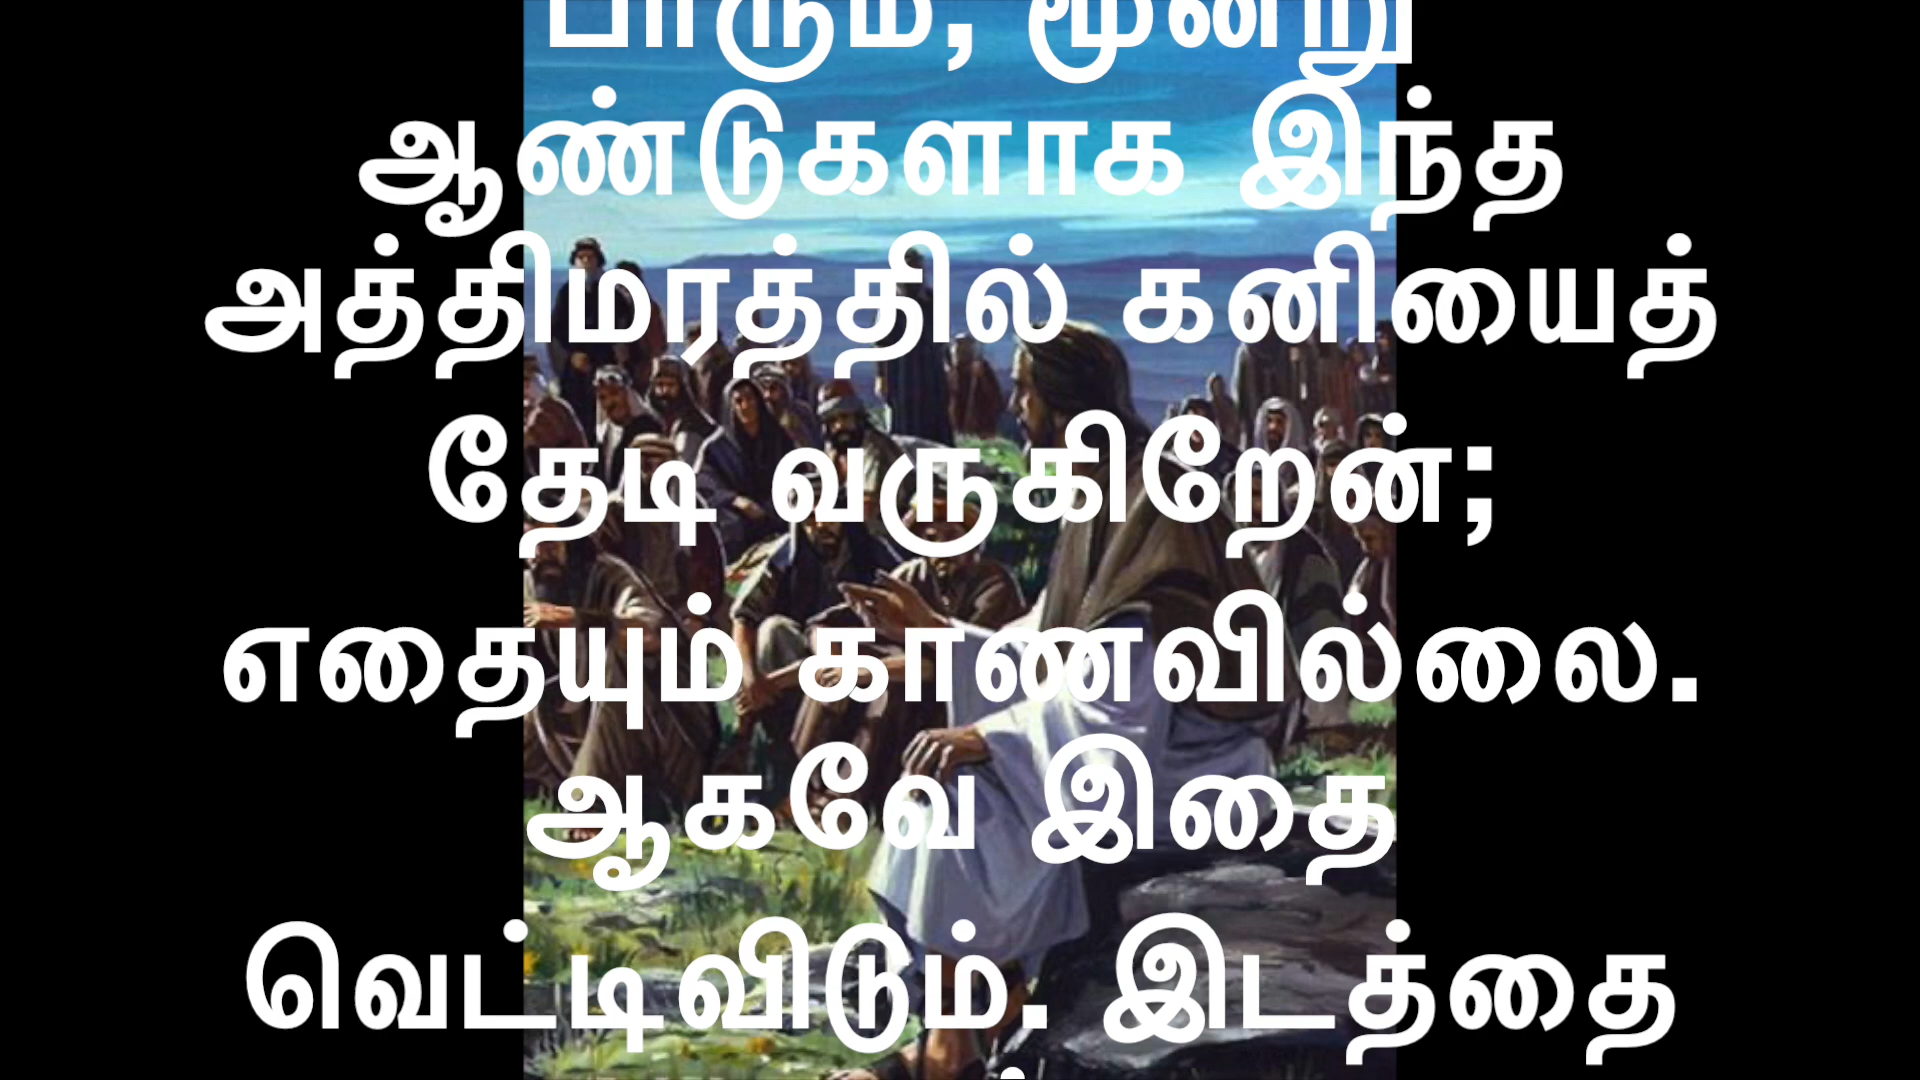 பாரும், மூன்று
ஆண்டுகளாக இந்த
அத்திமரத்தில் கனியைத்
தேடி வருகிறேன்;
எதையும் காணவில்லை.
ஆகவே இதை
வெட்டிவிடும். இடத்தை